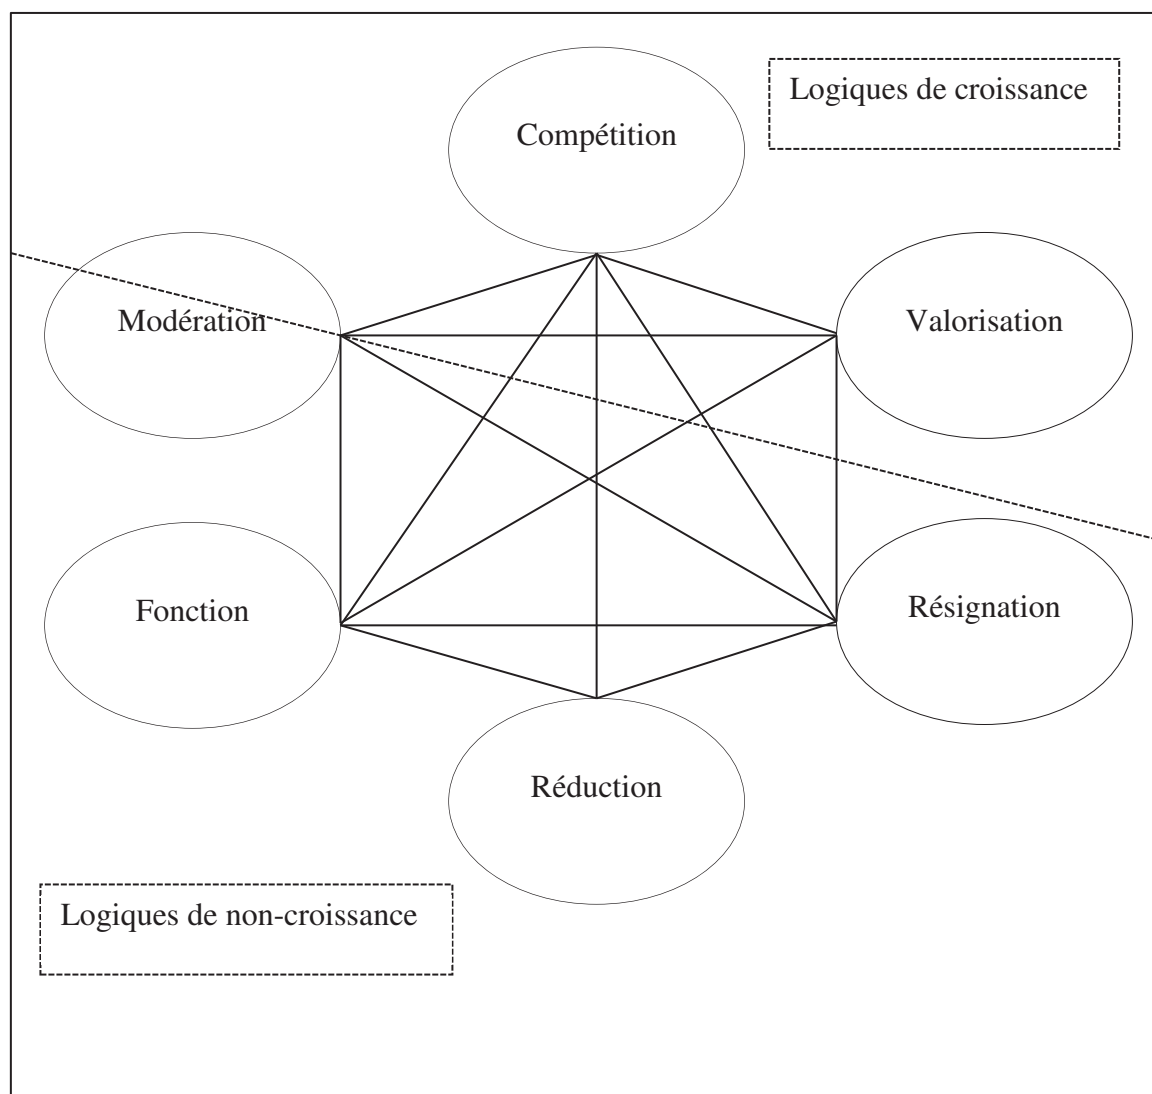 Logiques de croissance
Compétition
Modération
Valorisation
Fonction
Résignation
Réduction
Logiques de non-croissance